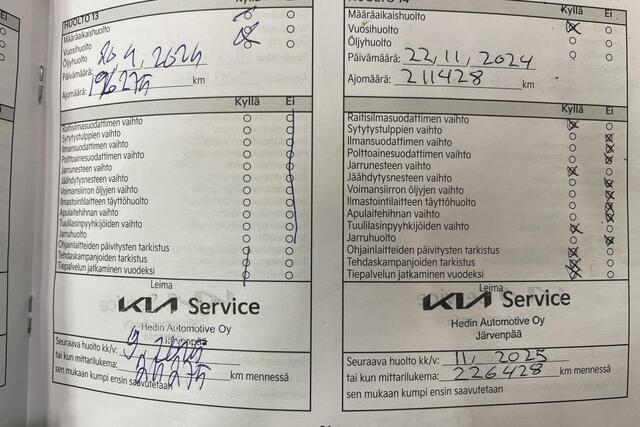 HUOLTO 13
Kyllä Ei
Määräaikaishuolto
Vuosihuolto
Öljyhuolto
Päivämäärä:
Ajomäärä: 196275 km
Kyllä Ei
Raitisilmasuodattimen vaihto
Sytytystulppien vaihto
Ilmansuodattimen vaihto
Polttoainesuodattimen vaihto
Jarrunesteen vaihto
Jäähdytysnesteen vaihto
Voimansiirron öljyjen vaihto
Ilmastointilaitteen täyttöhuolto
Apulaitehihnan vaihto
Tuulilasinpyyhkijöiden vaihto
Jarruhuolto
Ohjainlaitteiden päivitysten tarkistus
Tehdaskampanjoiden tarkistus
Tiepalvelun jatkaminen vuodeksi
Leima
KIA Service
Hedin Automotive Oy
Järvenpää
Seuraava huolto kk/v:
tai kun mittarilukema: km mennessä
sen mukaan kumpi ensin saavutetaan
Kyllä Ei
Määräaikaishuolto
Vuosihuolto
Öljyhuolto
Päivämäärä: 22, 11, 2024
Ajomäärä: 211428 km
Kyllä Ei
Raitisilmasuodattimen vaihto
Sytytystulppien vaihto
Ilmansuodattimen vaihto
Polttoainesuodattimen vaihto
Jarrunesteen vaihto
Jäähdytysnesteen vaihto
Voimansiirron öljyjen vaihto
Ilmastointilaitteen täyttöhuolto
Apulaitehihnan vaihto
Tuulilasinpyyhkijöiden vaihto
Jarruhuolto
Ohjainlaitteiden päivitysten tarkistus
Tehdaskampanjoiden tarkistus
Tiepalvelun jatkaminen vuodeksi
Leima
KIA Service
Hedin Automotive Oy
Järvenpää
Seuraava huolto kk/v: 11, 2025
tai kun mittarilukema: 226428 km mennessä
sen mukaan kumpi ensin saavutetaan